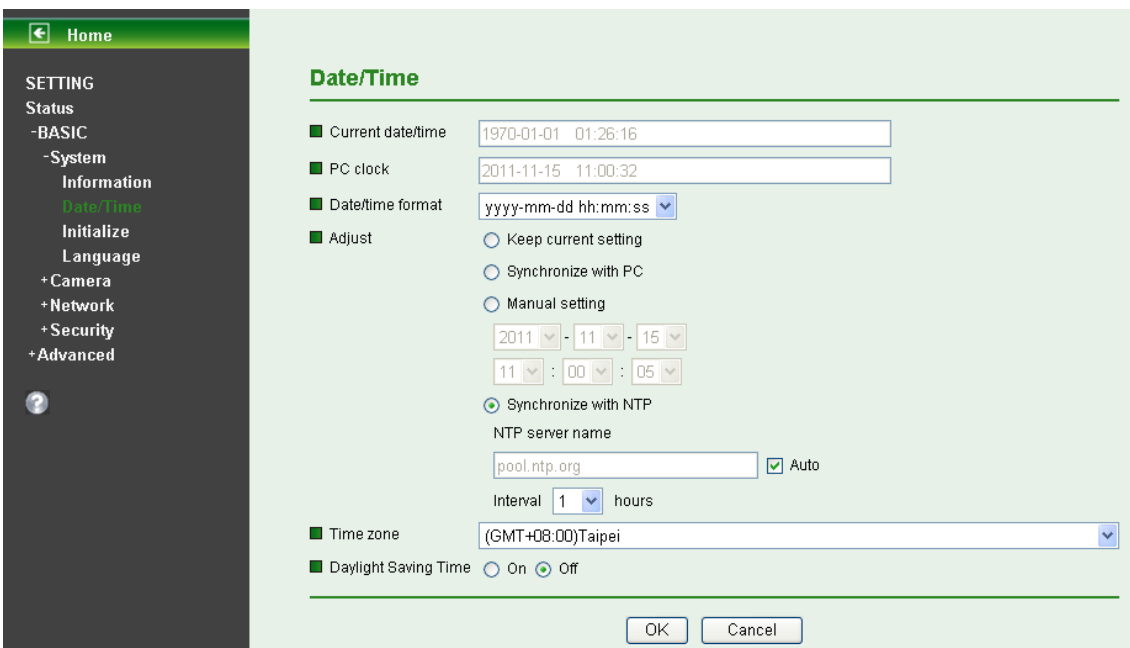 Home
SETTING
Status
-BASIC
-System
Information
Date/Time
Initialize
Language
+Camera
+Network
+Security
+Advanced
?
Date/Time
Current date/time 1970-01-01 01:26:16
PC clock 2011-11-15 11:00:32
Date/time format yyyy-mm-dd hh:mm:ss
Adjust Keep current setting
Synchronize with PC
Manual setting
2011 - 11 - 15
11 : 00 : 05
Synchronize with NTP
NTP server name
pool.ntp.org Auto
Interval 1 hours
Time zone (GMT+08:00)Taipei
Daylight Saving Time On Off
OK Cancel